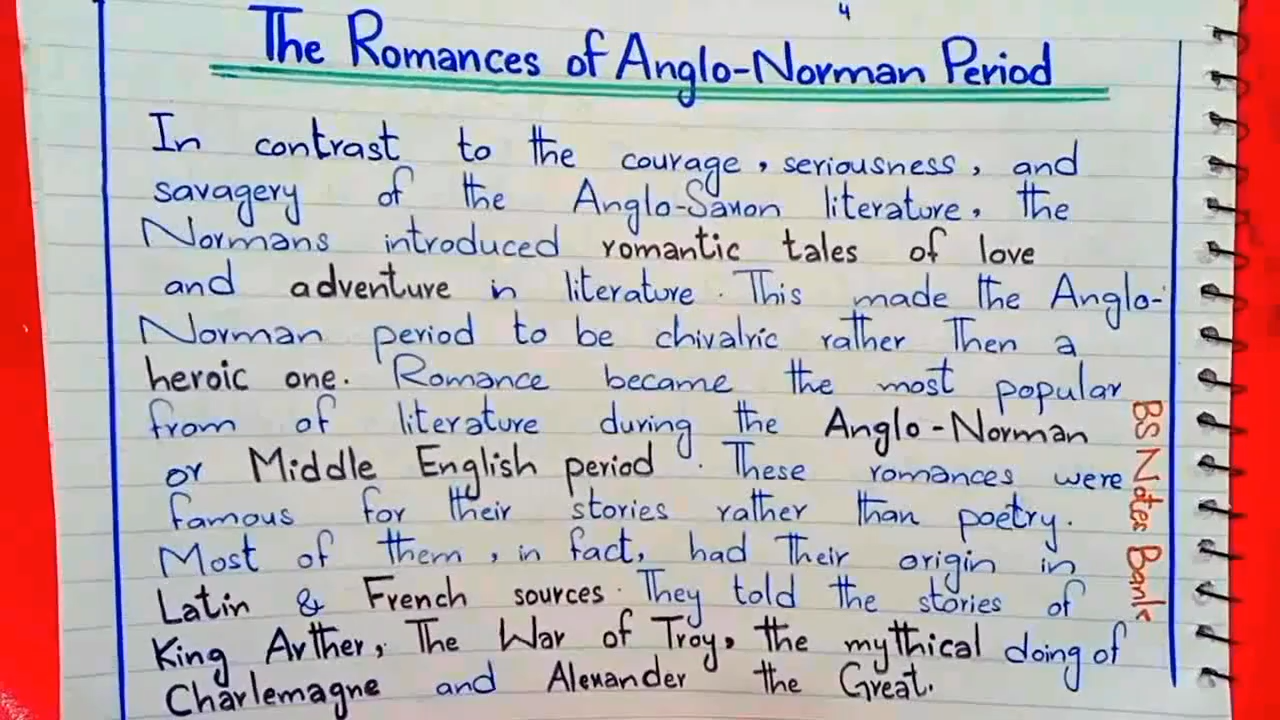 4
The Romances of Anglo-Norman Period
In contrast to the courage, seriousness, and
savagery of the Anglo-Saxon literature, the
Normans introduced romantic tales of love
and adventure in literature. This made the Anglo-
Norman period to be chivalric rather Then a
heroic one. Romance became the most popular
from of literature during the Anglo-Norman
or Middle English period. These romances were
famous for their stories rather than poetry.
Most of them, in fact, had their origin in
Latin & French sources. They told the stories of
King Arther, The War of Troy, the mythical doing of
Charlemagne and Alexander the Great.
BS Notes Bank